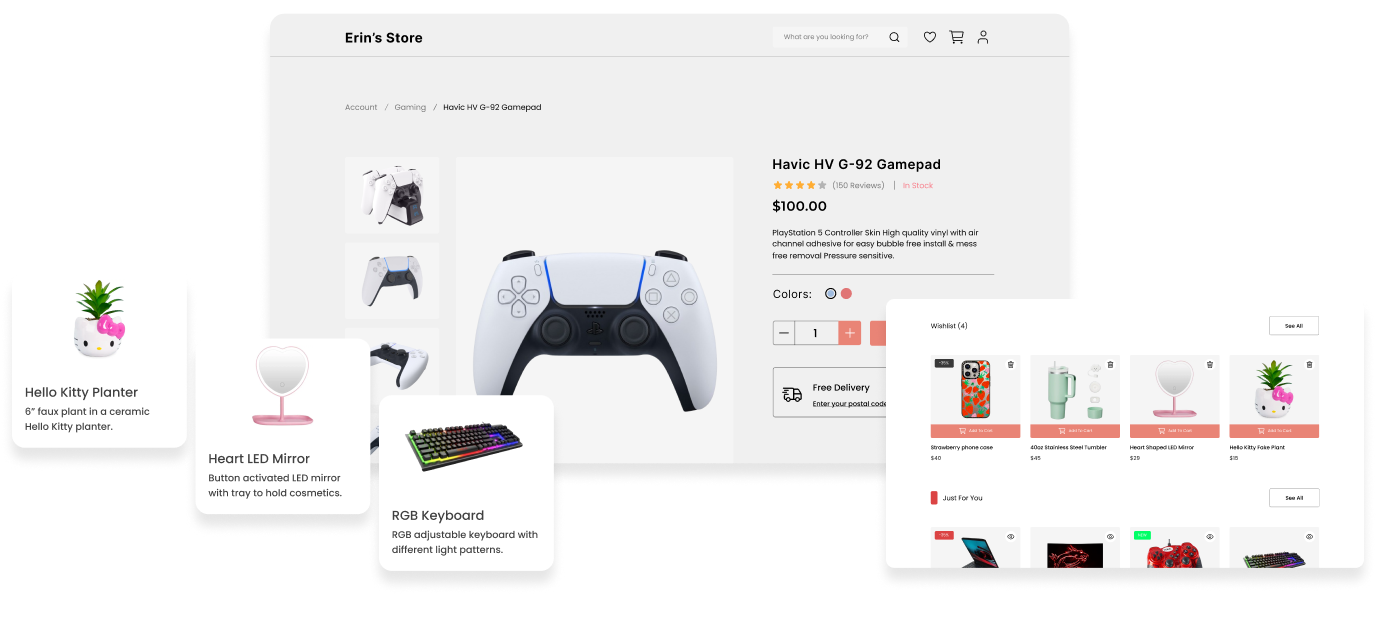 Erin's Store
What are you looking for?
Account / Gaming / Havic HV G-92 Gamepad
Havic HV G-92 Gamepad
(150 Reviews) | In Stock
$100.00
PlayStation 5 Controller Skin High quality vinyl with air
channel adhesive for easy bubble free install & mess
free removal Pressure sensitive.
Colors:
− 1 +
Free Delivery
Enter your postal code
Hello Kitty Planter
6” faux plant in a ceramic
Hello Kitty planter.
Heart LED Mirror
Button activated LED mirror
with tray to hold cosmetics.
RGB Keyboard
RGB adjustable keyboard with
different light patterns.
Wishlist (4)
See All
-35%
Add To Cart
Add To Cart
Add To Cart
Add To Cart
Strawberry phone case
40oz Stainless Steel Tumbler
Heart Shaped LED Mirror
Hello Kitty Fake Plant
$40
$45
$29
$18
Just For You
See All
-35%
NEW